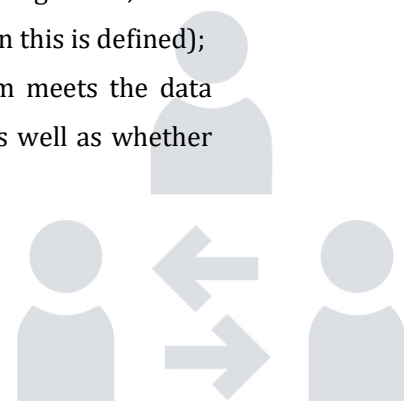 n this is defined);
m meets the data
s well as whether